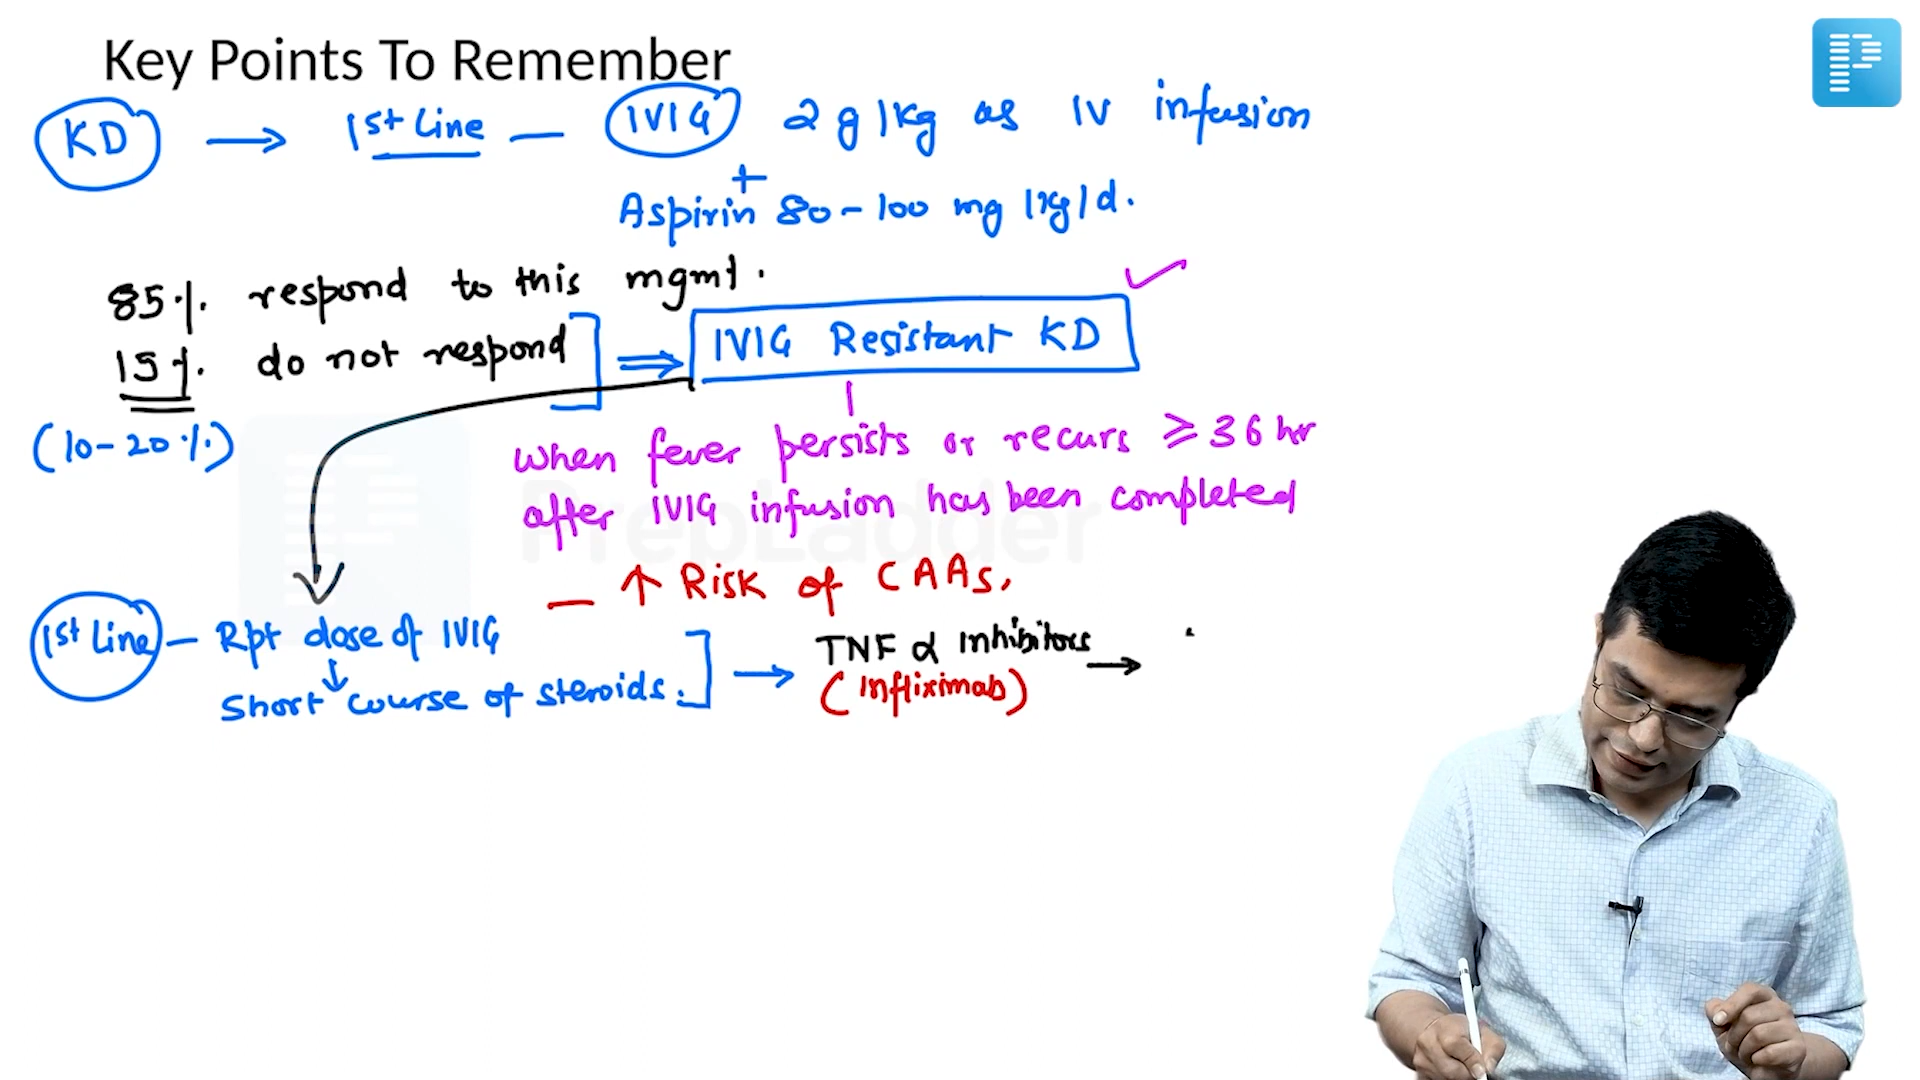 Key Points To Remember
KD → 1st Line — IVIG 2 g/kg as IV infusion
+
Aspirin 80-100 mg/kg/d.
85%. respond to this mgmt.
15%. do not respond ⇒ IVIG Resistant KD
(10-20%)
When fever persists or recurs ≥ 36 hr
after IVIG infusion has been completed
PrepLadder
— ↑ Risk of CAAs,
1st Line — Rpt dose of IVIG
↓
Short course of steroids. → TNF α Inhibitors →
(Infliximab)